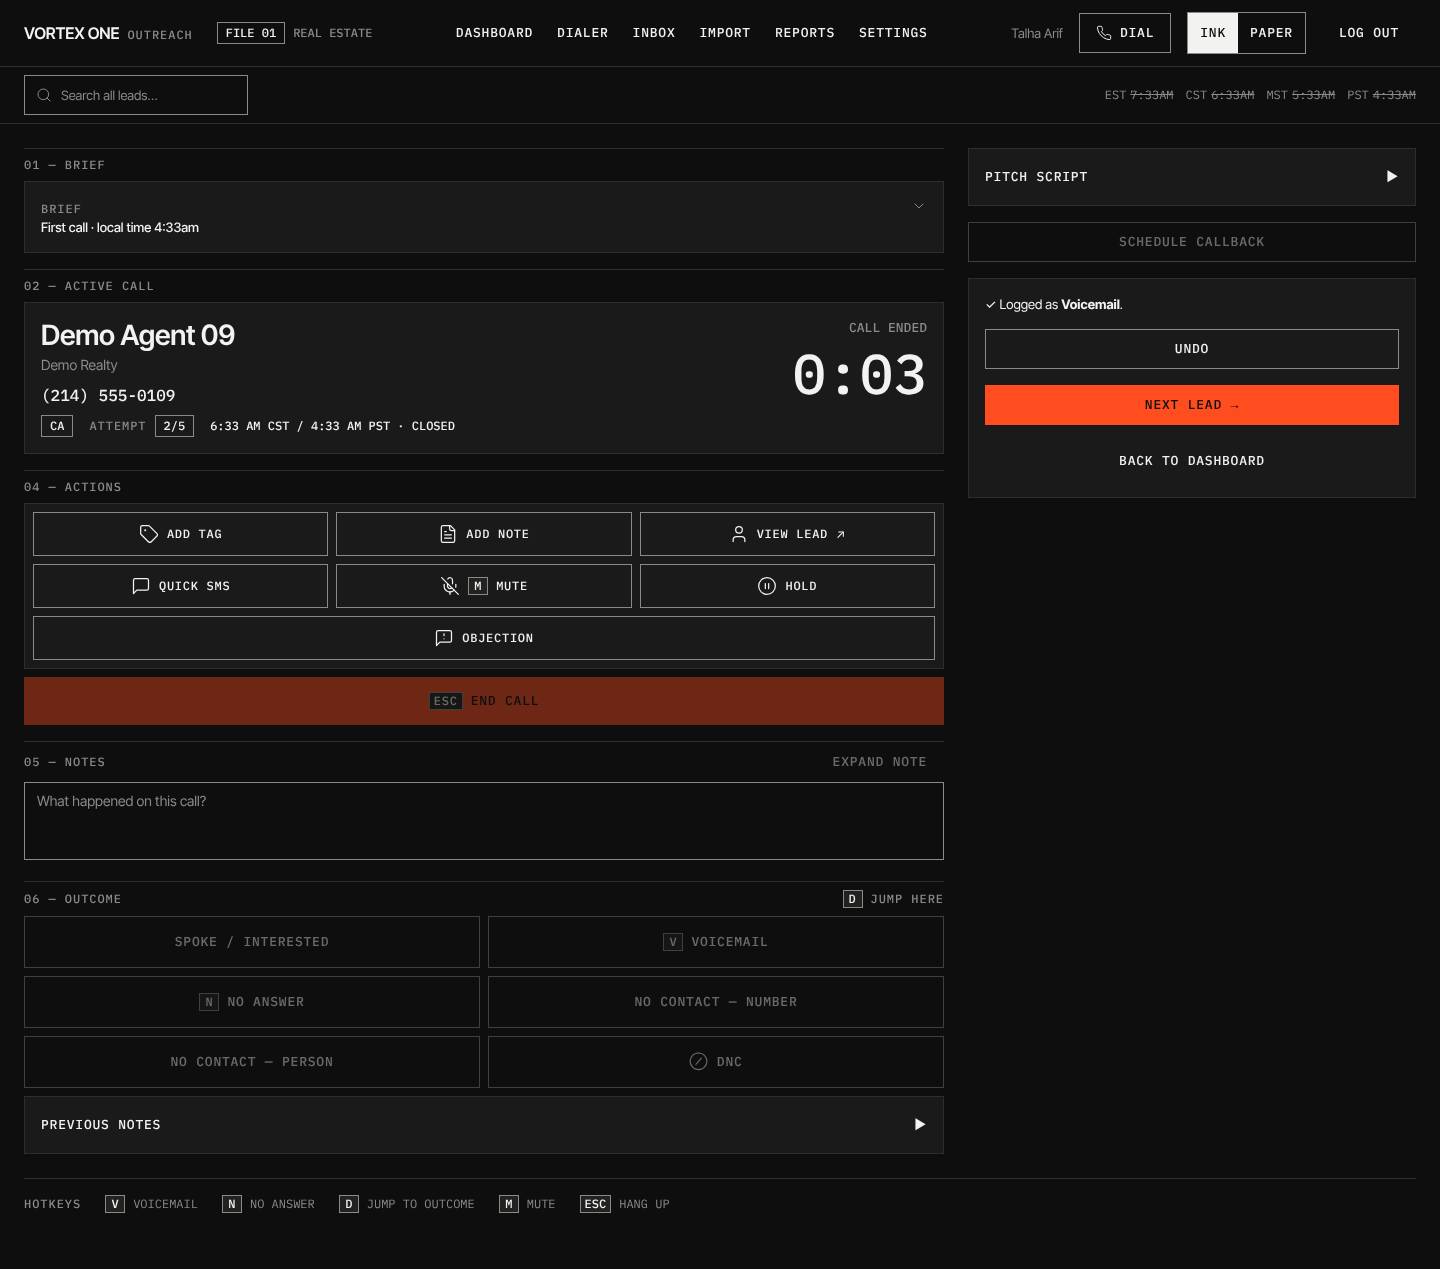 VORTEX ONE OUTREACH FILE 01 REAL ESTATE DASHBOARD DIALER INBOX IMPORT REPORTS SETTINGS Talha Arif DIAL INK PAPER LOG OUT
Search all leads... EST 7:33AM CST 6:33AM MST 5:33AM PST 4:33AM
01 — BRIEF
BRIEF
First call · local time 4:33am
02 — ACTIVE CALL
Demo Agent 09
Demo Realty
(214) 555-0109
CA ATTEMPT 2/5 6:33 AM CST / 4:33 AM PST · CLOSED
CALL ENDED
0:03
04 — ACTIONS
ADD TAG ADD NOTE VIEW LEAD ↗
QUICK SMS M MUTE HOLD
OBJECTION
ESC END CALL
05 — NOTES EXPAND NOTE
What happened on this call?
06 — OUTCOME D JUMP HERE
SPOKE / INTERESTED V VOICEMAIL
N NO ANSWER NO CONTACT — NUMBER
NO CONTACT — PERSON DNC
PREVIOUS NOTES ▶
PITCH SCRIPT ▶
SCHEDULE CALLBACK
✓ Logged as Voicemail.
UNDO
NEXT LEAD →
BACK TO DASHBOARD
HOTKEYS V VOICEMAIL N NO ANSWER D JUMP TO OUTCOME M MUTE ESC HANG UP